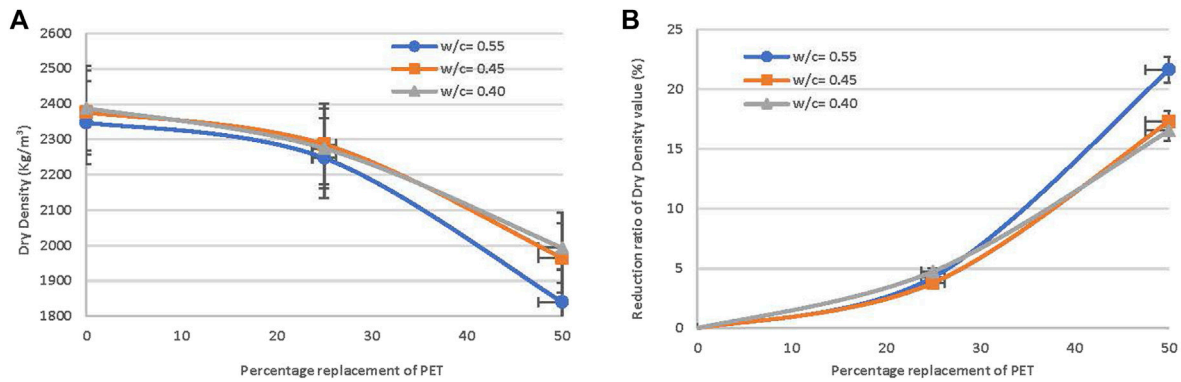 A
2600
2500
2400
2300
2200
2100
2000
1900
1800
Dry Density (Kg/m³)
w/c= 0.55
w/c= 0.45
w/c= 0.40
0 10 20 30 40 50
Percentage replacement of PET
B
25
20
15
10
5
0
Reduction ratio of Dry Density value (%)
w/c= 0.55
w/c= 0.45
w/c= 0.40
0 10 20 30 40 50
Percentage replacement of PET